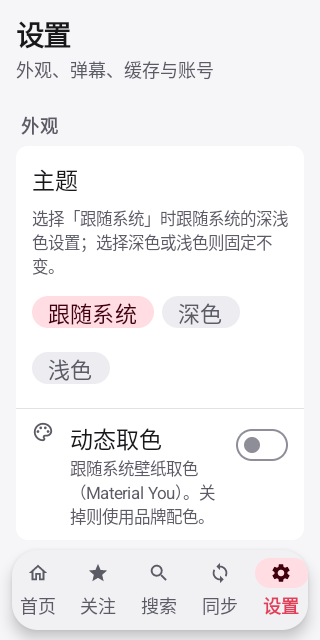 设置
外观、弹幕、缓存与账号
外观
主题
选择「跟随系统」时跟随系统的深浅
色设置；选择深色或浅色则固定不
变。
跟随系统
深色
浅色
动态取色
跟随系统壁纸取色
（Material You）。关
掉则使用品牌配色。
首页
关注
搜索
同步
设置